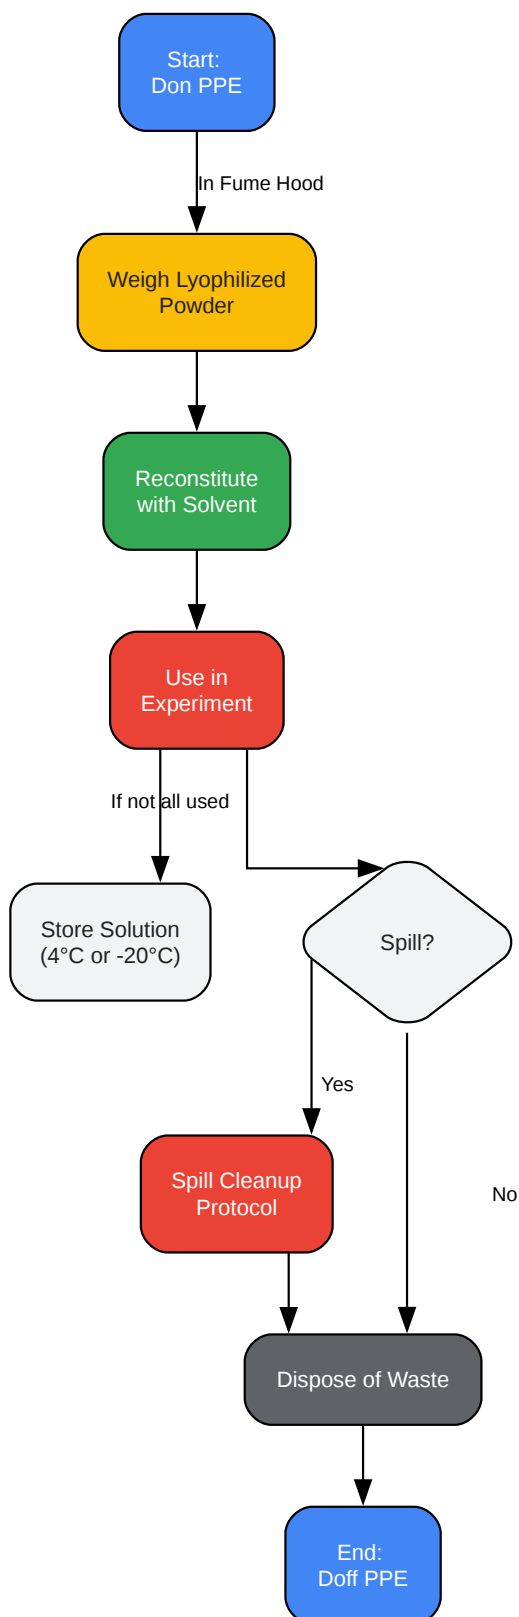 Start:
Don PPE
In Fume Hood
Weigh Lyophilized
Powder
Reconstitute
with Solvent
Use in
Experiment
If not all used
Store Solution
(4°C or -20°C)
Spill?
Yes
Spill Cleanup
Protocol
No
Dispose of Waste
End:
Doff PPE